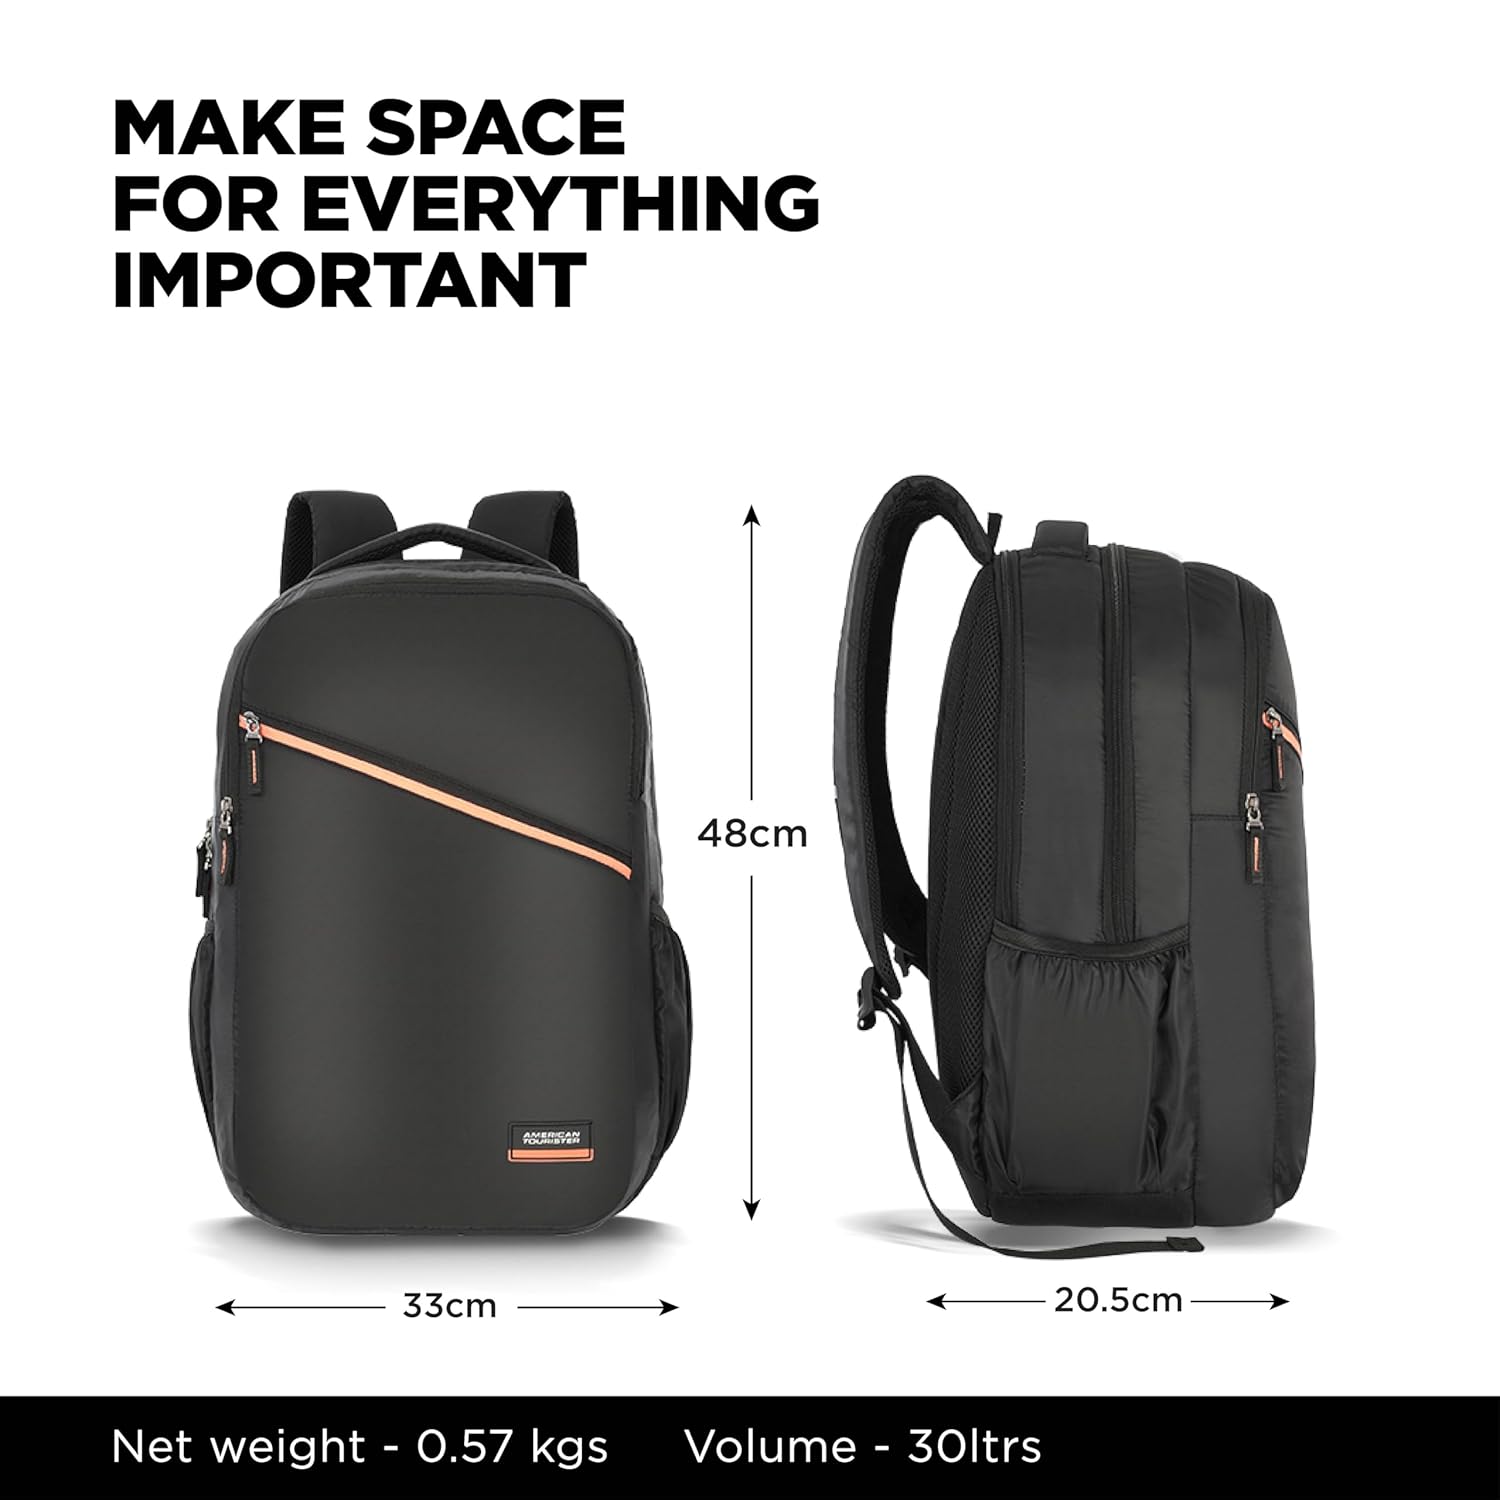 MAKE SPACE
FOR EVERYTHING
IMPORTANT
48cm
AMERICAN
TOURISTER
33cm
20.5cm
Net weight - 0.57 kgs Volume - 30ltrs